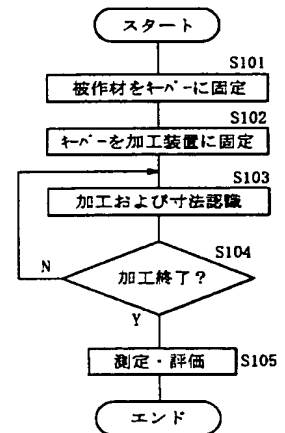 スタート
S101
被作材をキーパーに固定
S102
キーパーを加工装置に固定
S103
加工および寸法認識
S104
N
加工終了?
Y
測定・評価
S105
エンド